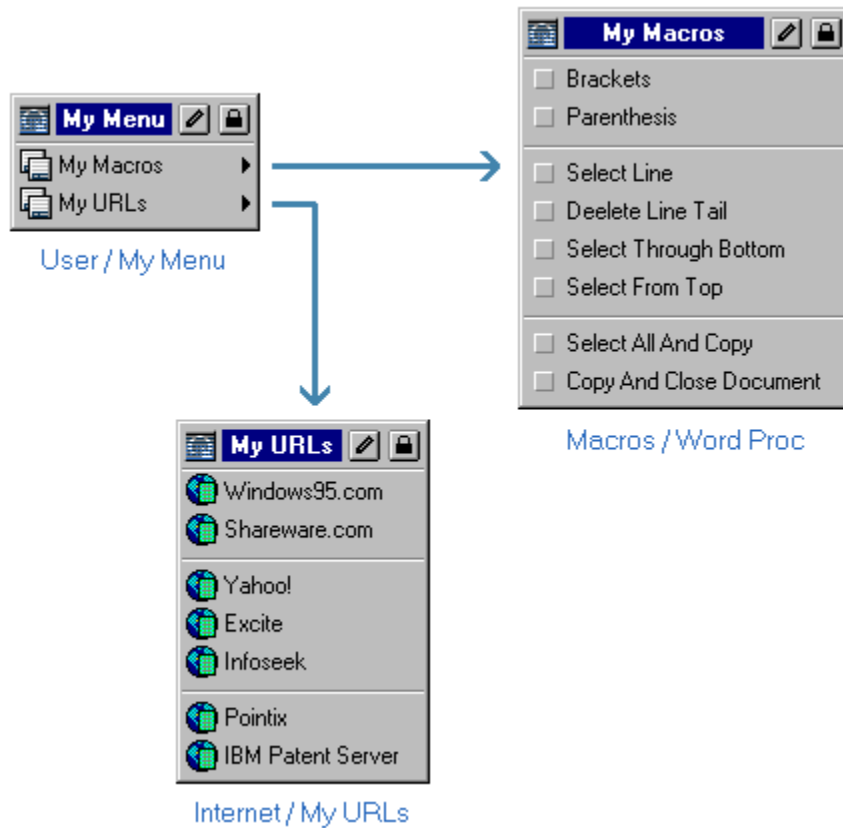 My Menu
My Macros
My URLs
User / My Menu
My Macros
Brackets
Parenthesis
Select Line
Deelete Line Tail
Select Through Bottom
Select From Top
Select All And Copy
Copy And Close Document
Macros / Word Proc
My URLs
Windows95.com
Shareware.com
Yahoo!
Excite
Infoseek
Pointix
IBM Patent Server
Internet / My URLs